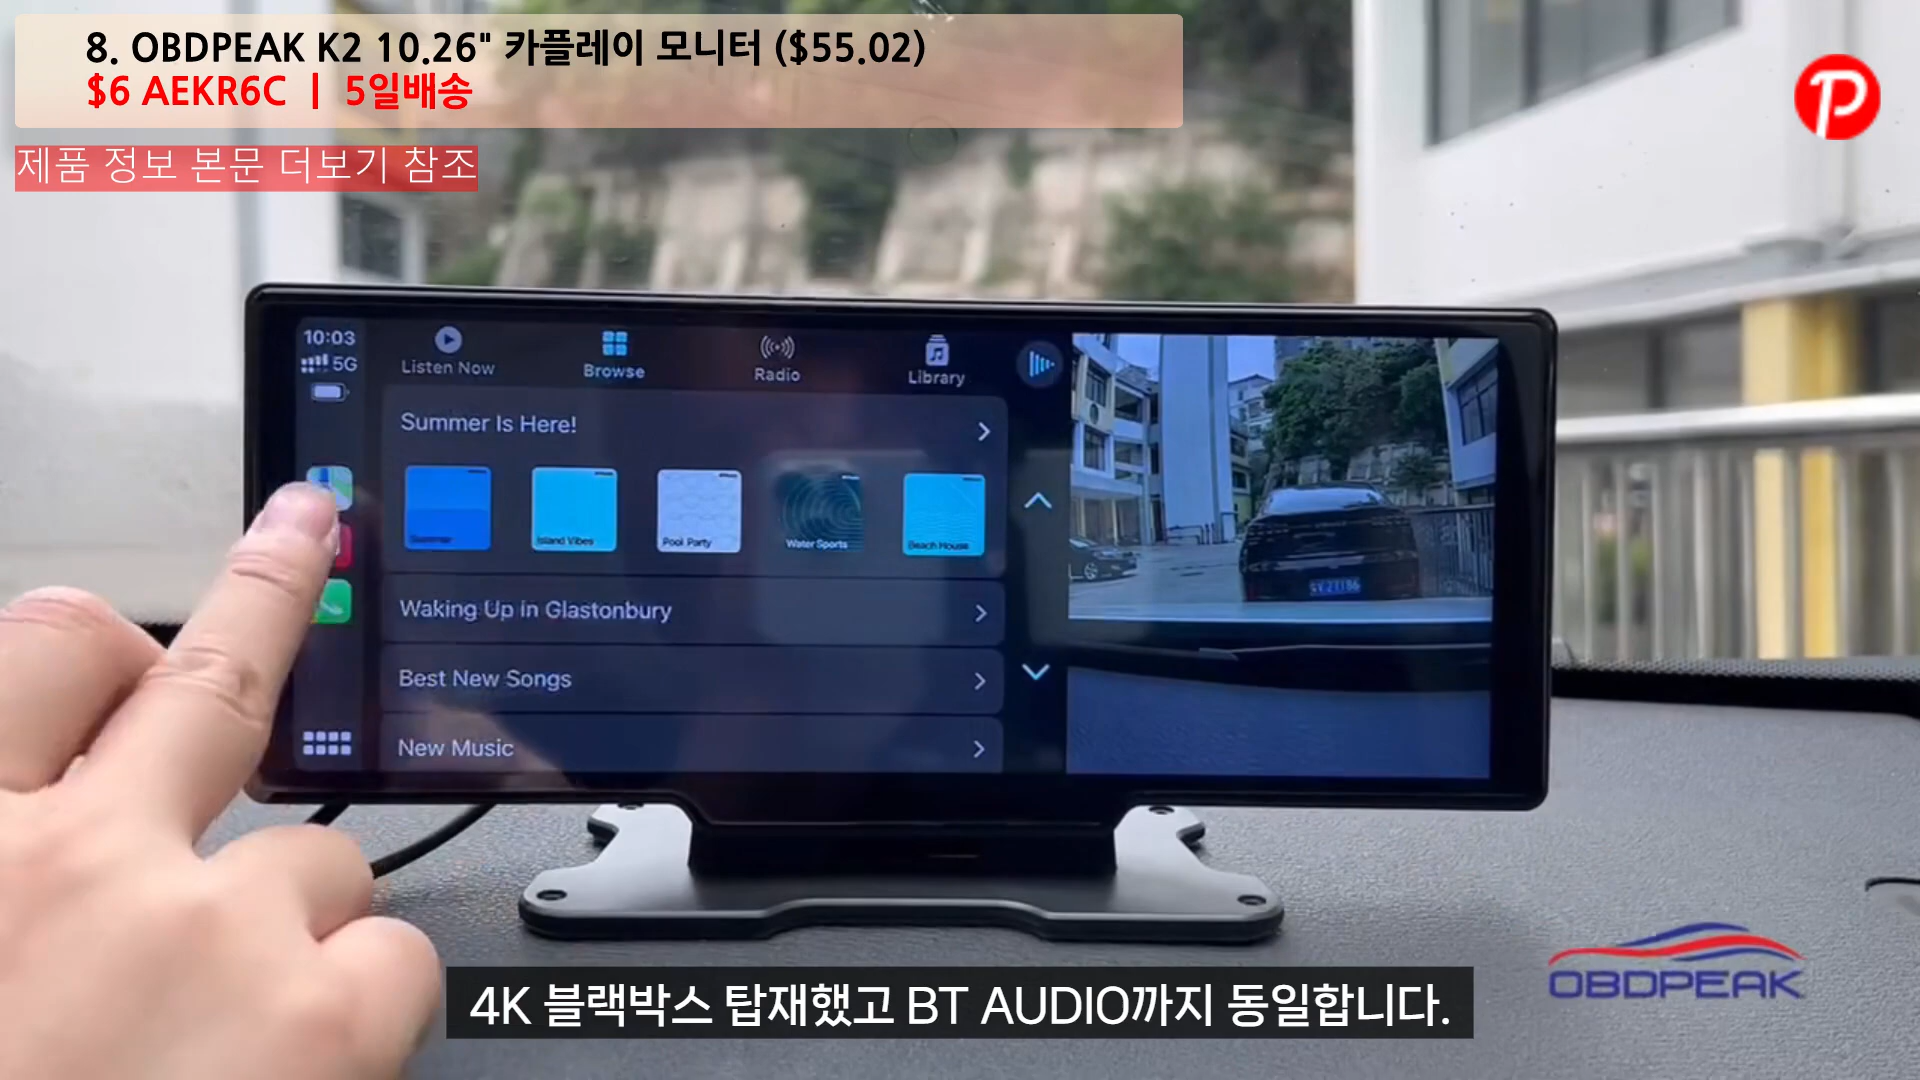 8. OBDPEAK K2 10.26" 카플레이 모니터 ($55.02)
$6 AEKR6C | 5일배송
제품 정보 본문 더보기 참조
10:03
5G
Listen Now
Browse
Radio
Library
Summer Is Here!
Summer
Island Vibes
Pool Party
Water Sports
Beach House
Waking Up in Glastonbury
Best New Songs
New Music
OBDPEAK
4K 블랙박스 탑재했고 BT AUDIO까지 동일합니다.